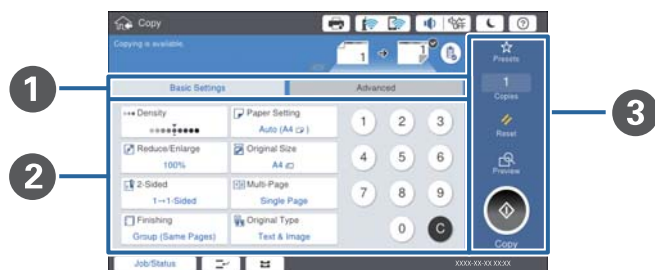 Copy
Copying is available.
1
1
OFF
Basic Settings
Advanced
Density
Paper Setting
Auto (A4)
Reduce/Enlarge
100%
Original Size
A4
2-Sided
1→1-Sided
Multi-Page
Single Page
Finishing
Group (Same Pages)
Original Type
Text & Image
1
2
3
4
5
6
7
8
9
0
C
Presets
1
Copies
Reset
Preview
Copy
Job/Status
XXXX-XX-XX XX:XX
1
2
3